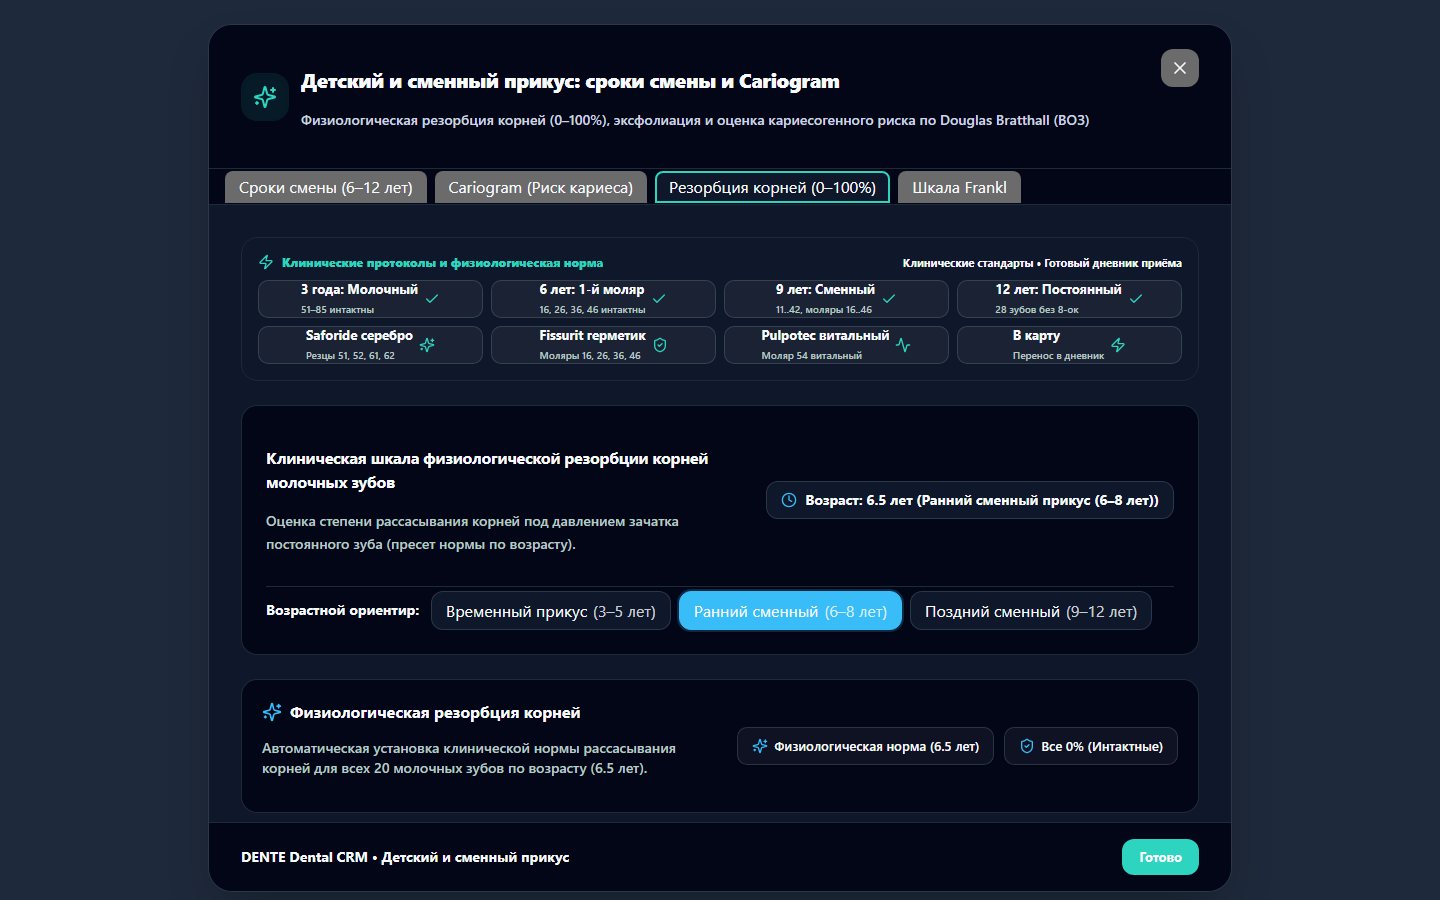 Детский и сменный прикус: сроки смены и Cariogram
Физиологическая резорбция корней (0–100%), эксфолиация и оценка кариесогенного риска по Douglas Bratthall (ВОЗ)
Сроки смены (6–12 лет)
Cariogram (Риск кариеса)
Резорбция корней (0–100%)
Шкала Frankl
Клинические протоколы и физиологическая норма
Клинические стандарты • Готовый дневник приёма
3 года: Молочный
51–85 интактны
6 лет: 1-й моляр
16, 26, 36, 46 интактны
9 лет: Сменный
11..42, моляры 16..46
12 лет: Постоянный
28 зубов без 8-ок
Saforide серебро
Резцы 51, 52, 61, 62
Fissurit герметик
Моляры 16, 26, 36, 46
Pulpotec витальный
Моляр 54 витальный
В карту
Перенос в дневник
Клиническая шкала физиологической резорбции корней
молочных зубов
Оценка степени рассасывания корней под давлением зачатка
постоянного зуба (пресет нормы по возрасту).
Возраст: 6.5 лет (Ранний сменный прикус (6–8 лет))
Возрастной ориентир:
Временный прикус (3–5 лет)
Ранний сменный (6–8 лет)
Поздний сменный (9–12 лет)
Физиологическая резорбция корней
Автоматическая установка клинической нормы рассасывания
корней для всех 20 молочных зубов по возрасту (6.5 лет).
Физиологическая норма (6.5 лет)
Все 0% (Интактные)
DENTE Dental CRM • Детский и сменный прикус
Готово